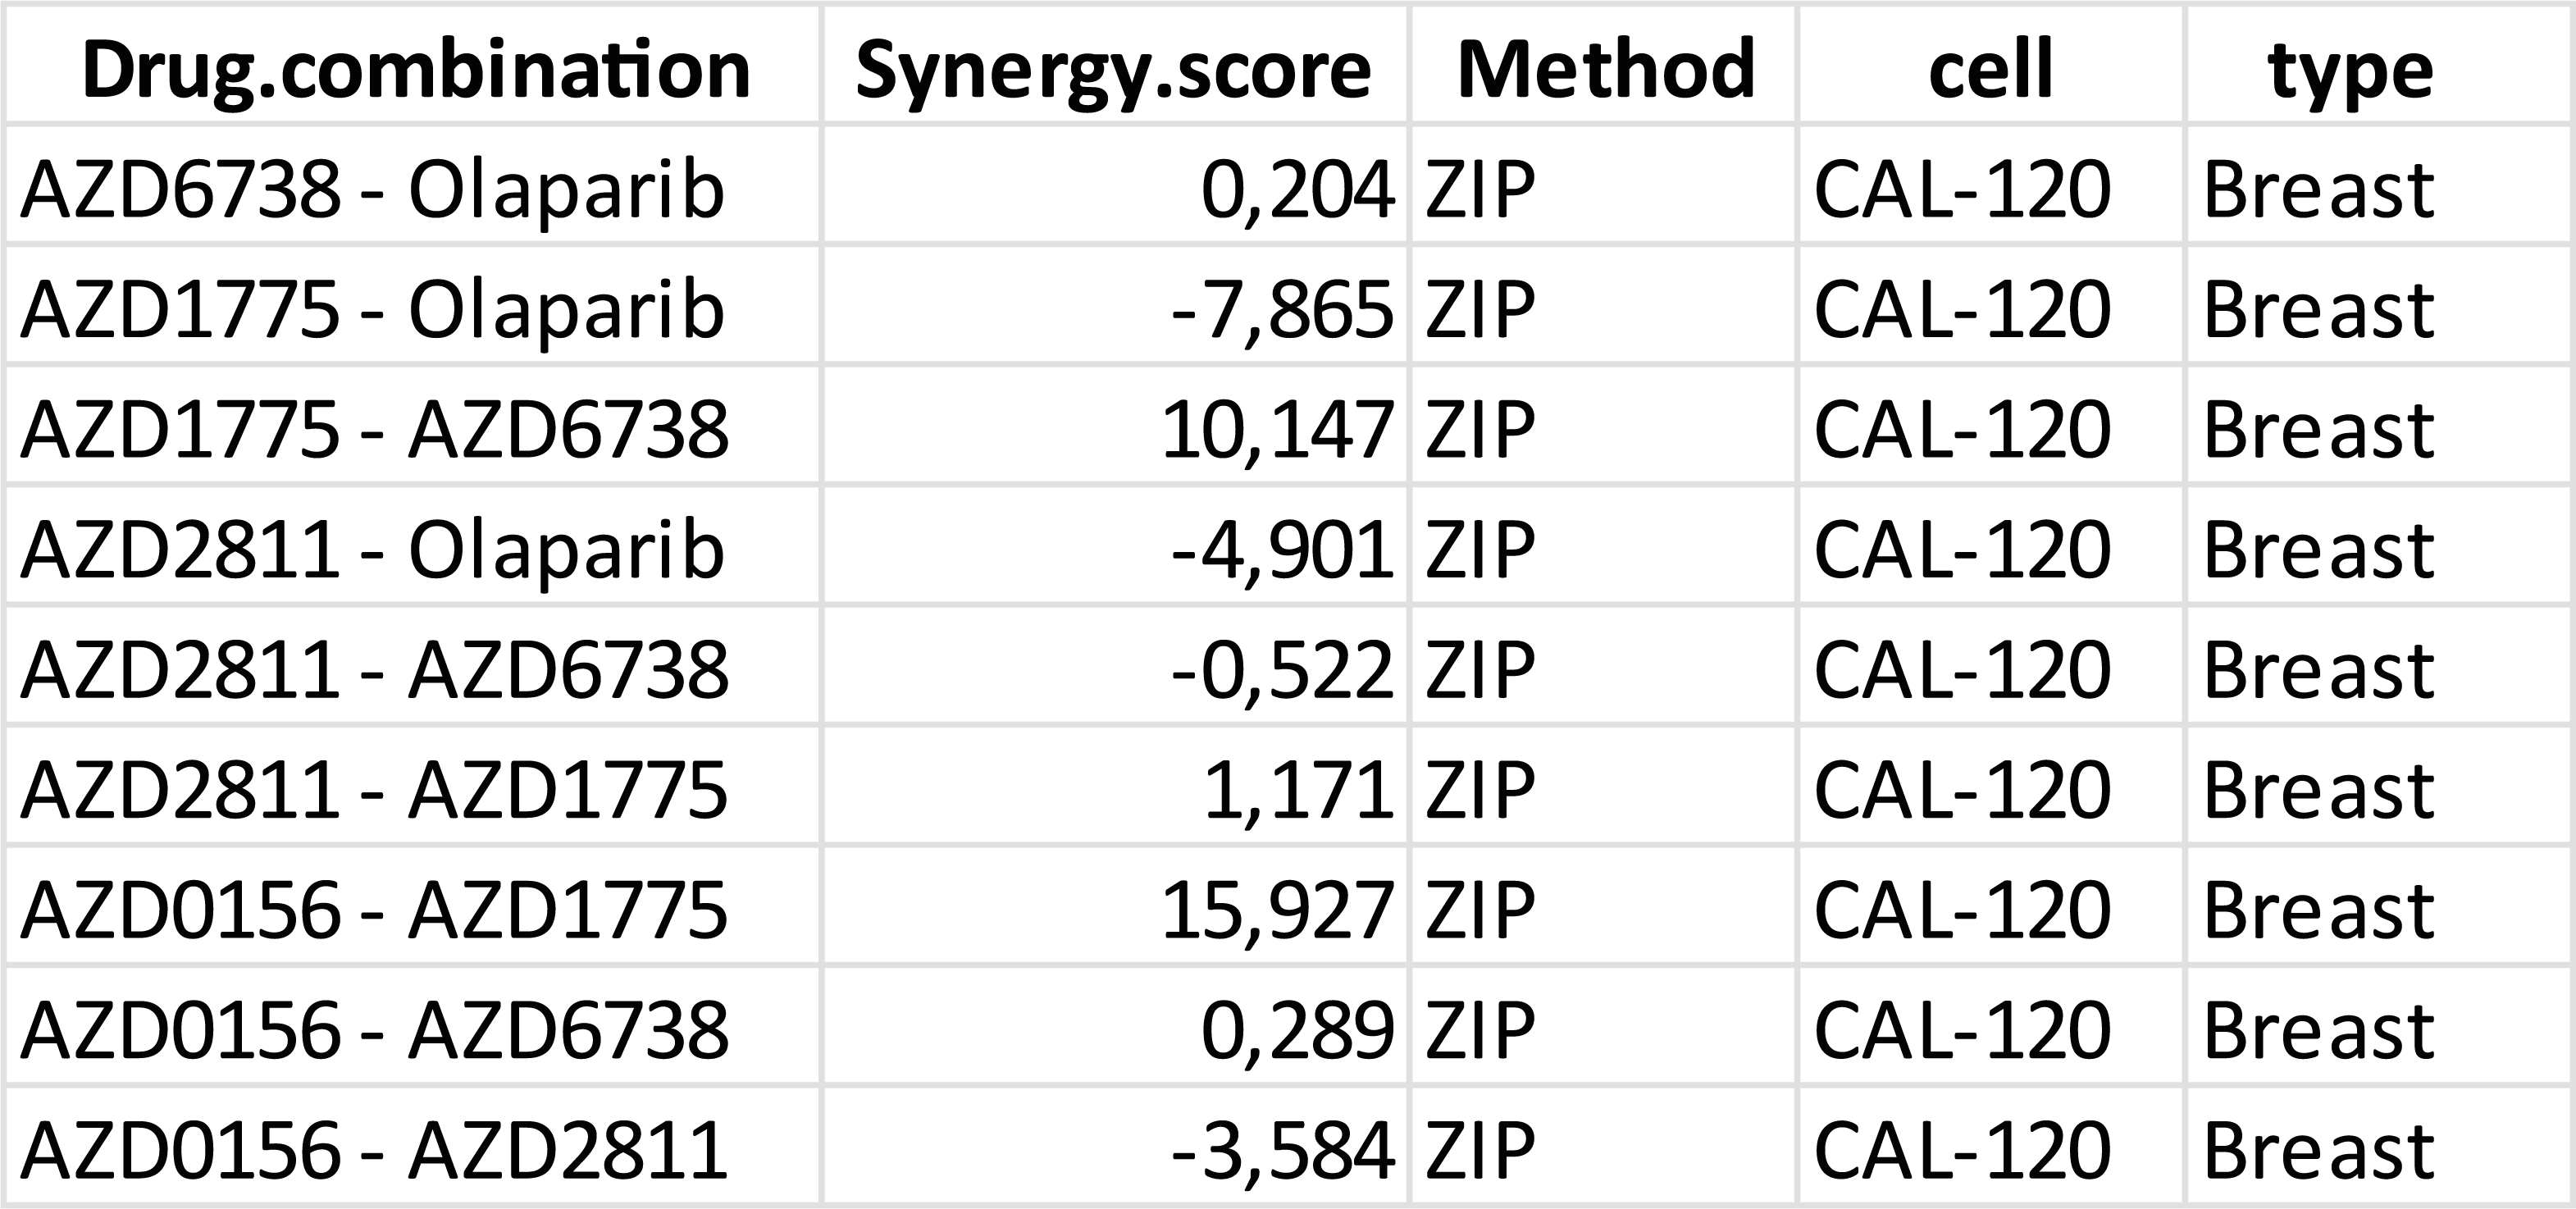 Drug.combination Synergy.score Method cell type
AZD6738 - Olaparib 0,204 ZIP CAL-120 Breast
AZD1775 - Olaparib -7,865 ZIP CAL-120 Breast
AZD1775 - AZD6738 10,147 ZIP CAL-120 Breast
AZD2811 - Olaparib -4,901 ZIP CAL-120 Breast
AZD2811 - AZD6738 -0,522 ZIP CAL-120 Breast
AZD2811 - AZD1775 1,171 ZIP CAL-120 Breast
AZD0156 - AZD1775 15,927 ZIP CAL-120 Breast
AZD0156 - AZD6738 0,289 ZIP CAL-120 Breast
AZD0156 - AZD2811 -3,584 ZIP CAL-120 Breast